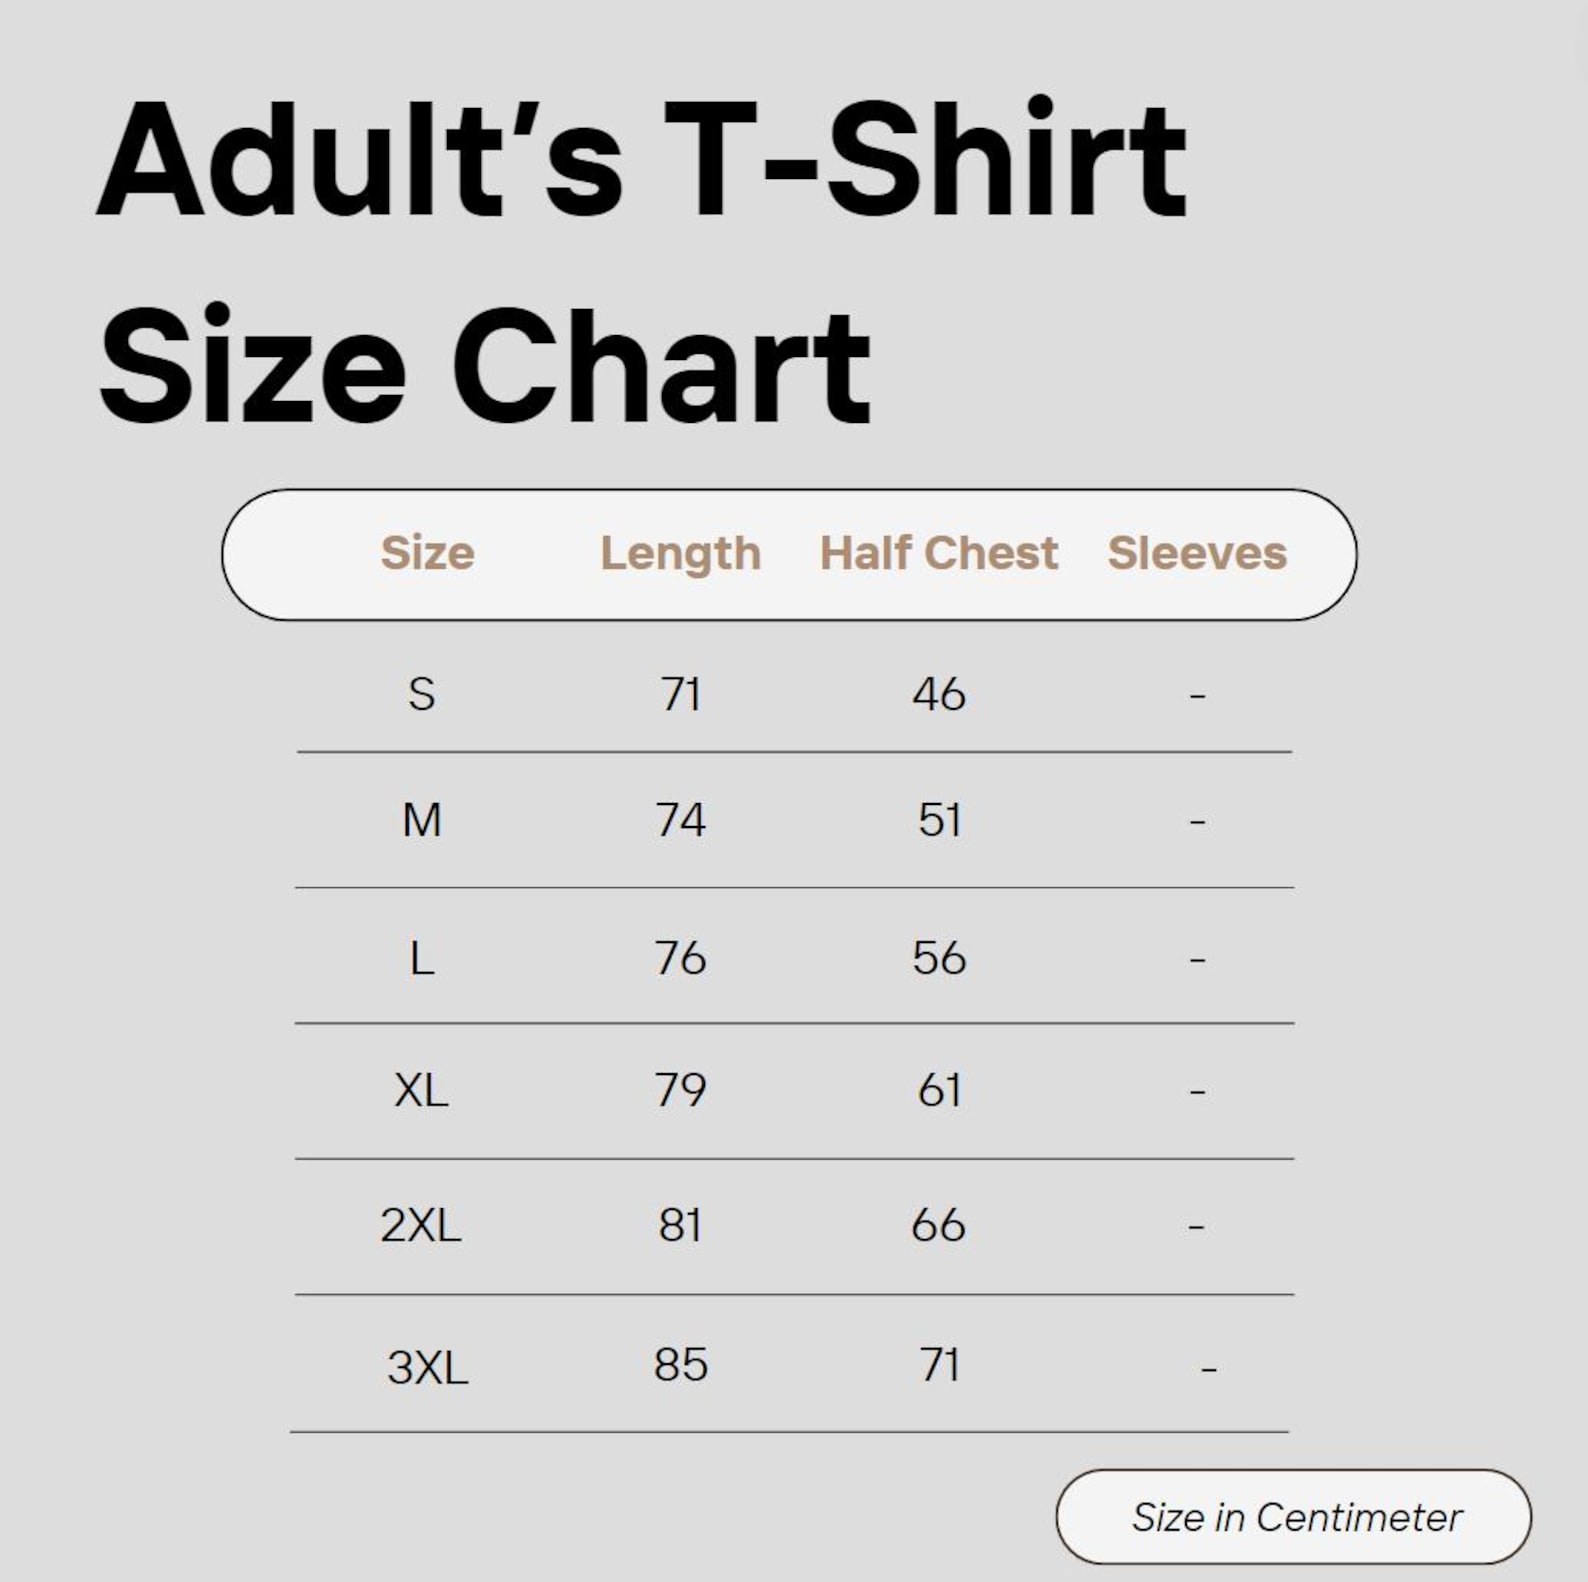 Adult’s T-Shirt
Size Chart
Size Length Half Chest Sleeves
S 71 46 -
M 74 51 -
L 76 56 -
XL 79 61 -
2XL 81 66 -
3XL 85 71 -
Size in Centimeter